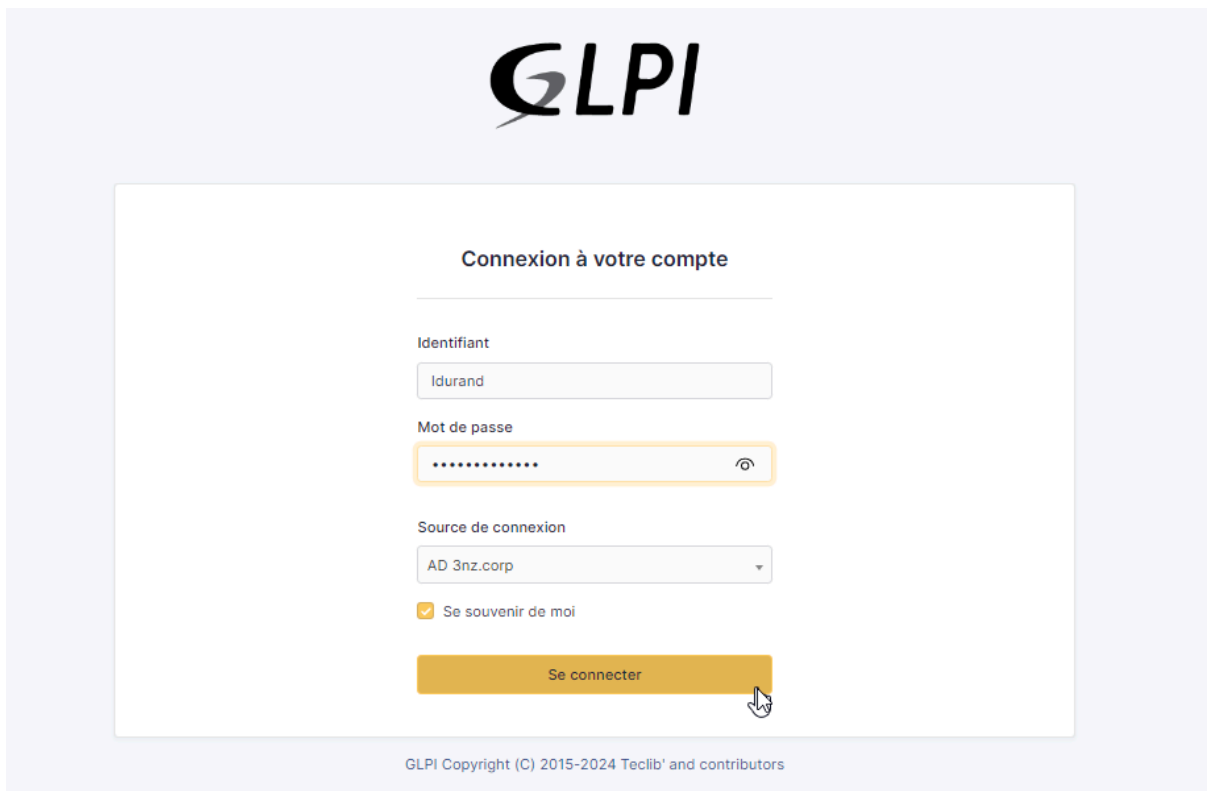 GLPI
Connexion à votre compte
Identifiant
ldurand
Mot de passe
•••••••••••••
Source de connexion
AD 3nz.corp
Se souvenir de moi
Se connecter
GLPI Copyright (C) 2015-2024 Teclib' and contributors